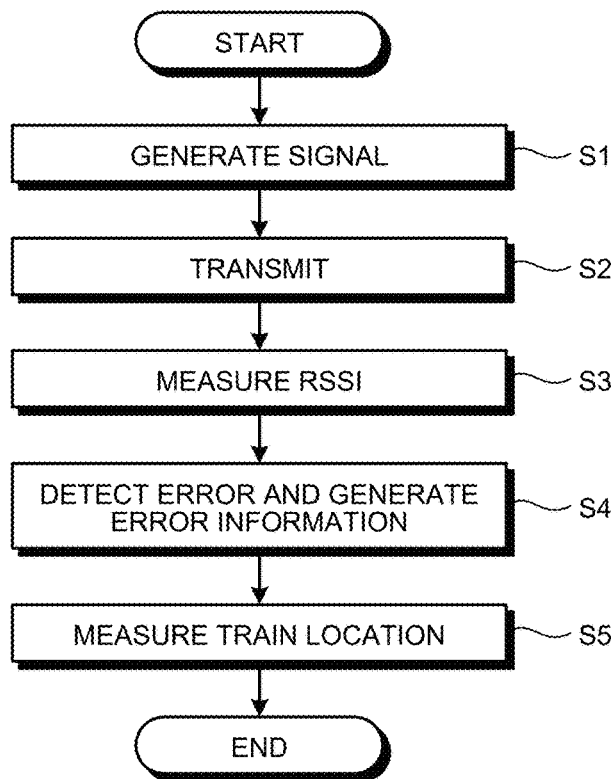 START
GENERATE SIGNAL
S1
TRANSMIT
S2
MEASURE RSSI
S3
DETECT ERROR AND GENERATE
ERROR INFORMATION
S4
MEASURE TRAIN LOCATION
S5
END